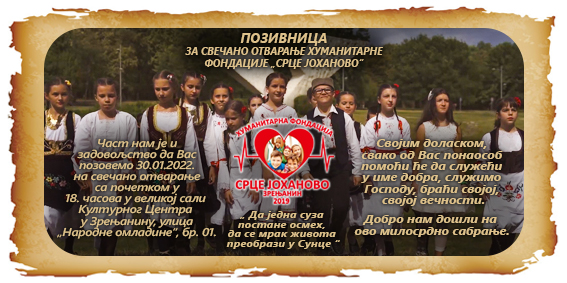 ПОЗИВНИЦА
ЗА СВЕЧАНО ОТВАРАЊЕ ХУМАНИТАРНЕ
ФОНДАЦИЈЕ „СРЦЕ ЈОХАНОВО“
Част нам је и
задовољство да Вас
позовемо 30.01.2022.
на свечано отварање
са почетком у
18. часова у великој сали
Културног Центра
у Зрењанину, улица
„Народне омладине”, бр. 01.
ХУМАНИТАРНА ФОНДАЦИЈА
СРЦЕ ЈОХАНОВО
ЗРЕЊАНИН
2019
„ Да једна суза
постане осмех,
да се мрак живота
преобрази у Сунце “
Својим доласком,
свако од Вас понаособ
помоћи ће да служећи
у име добра, служимо
Господу, браћи својој,
својој вечности.
Добро нам дошли на
ово милосрдно сабрање.